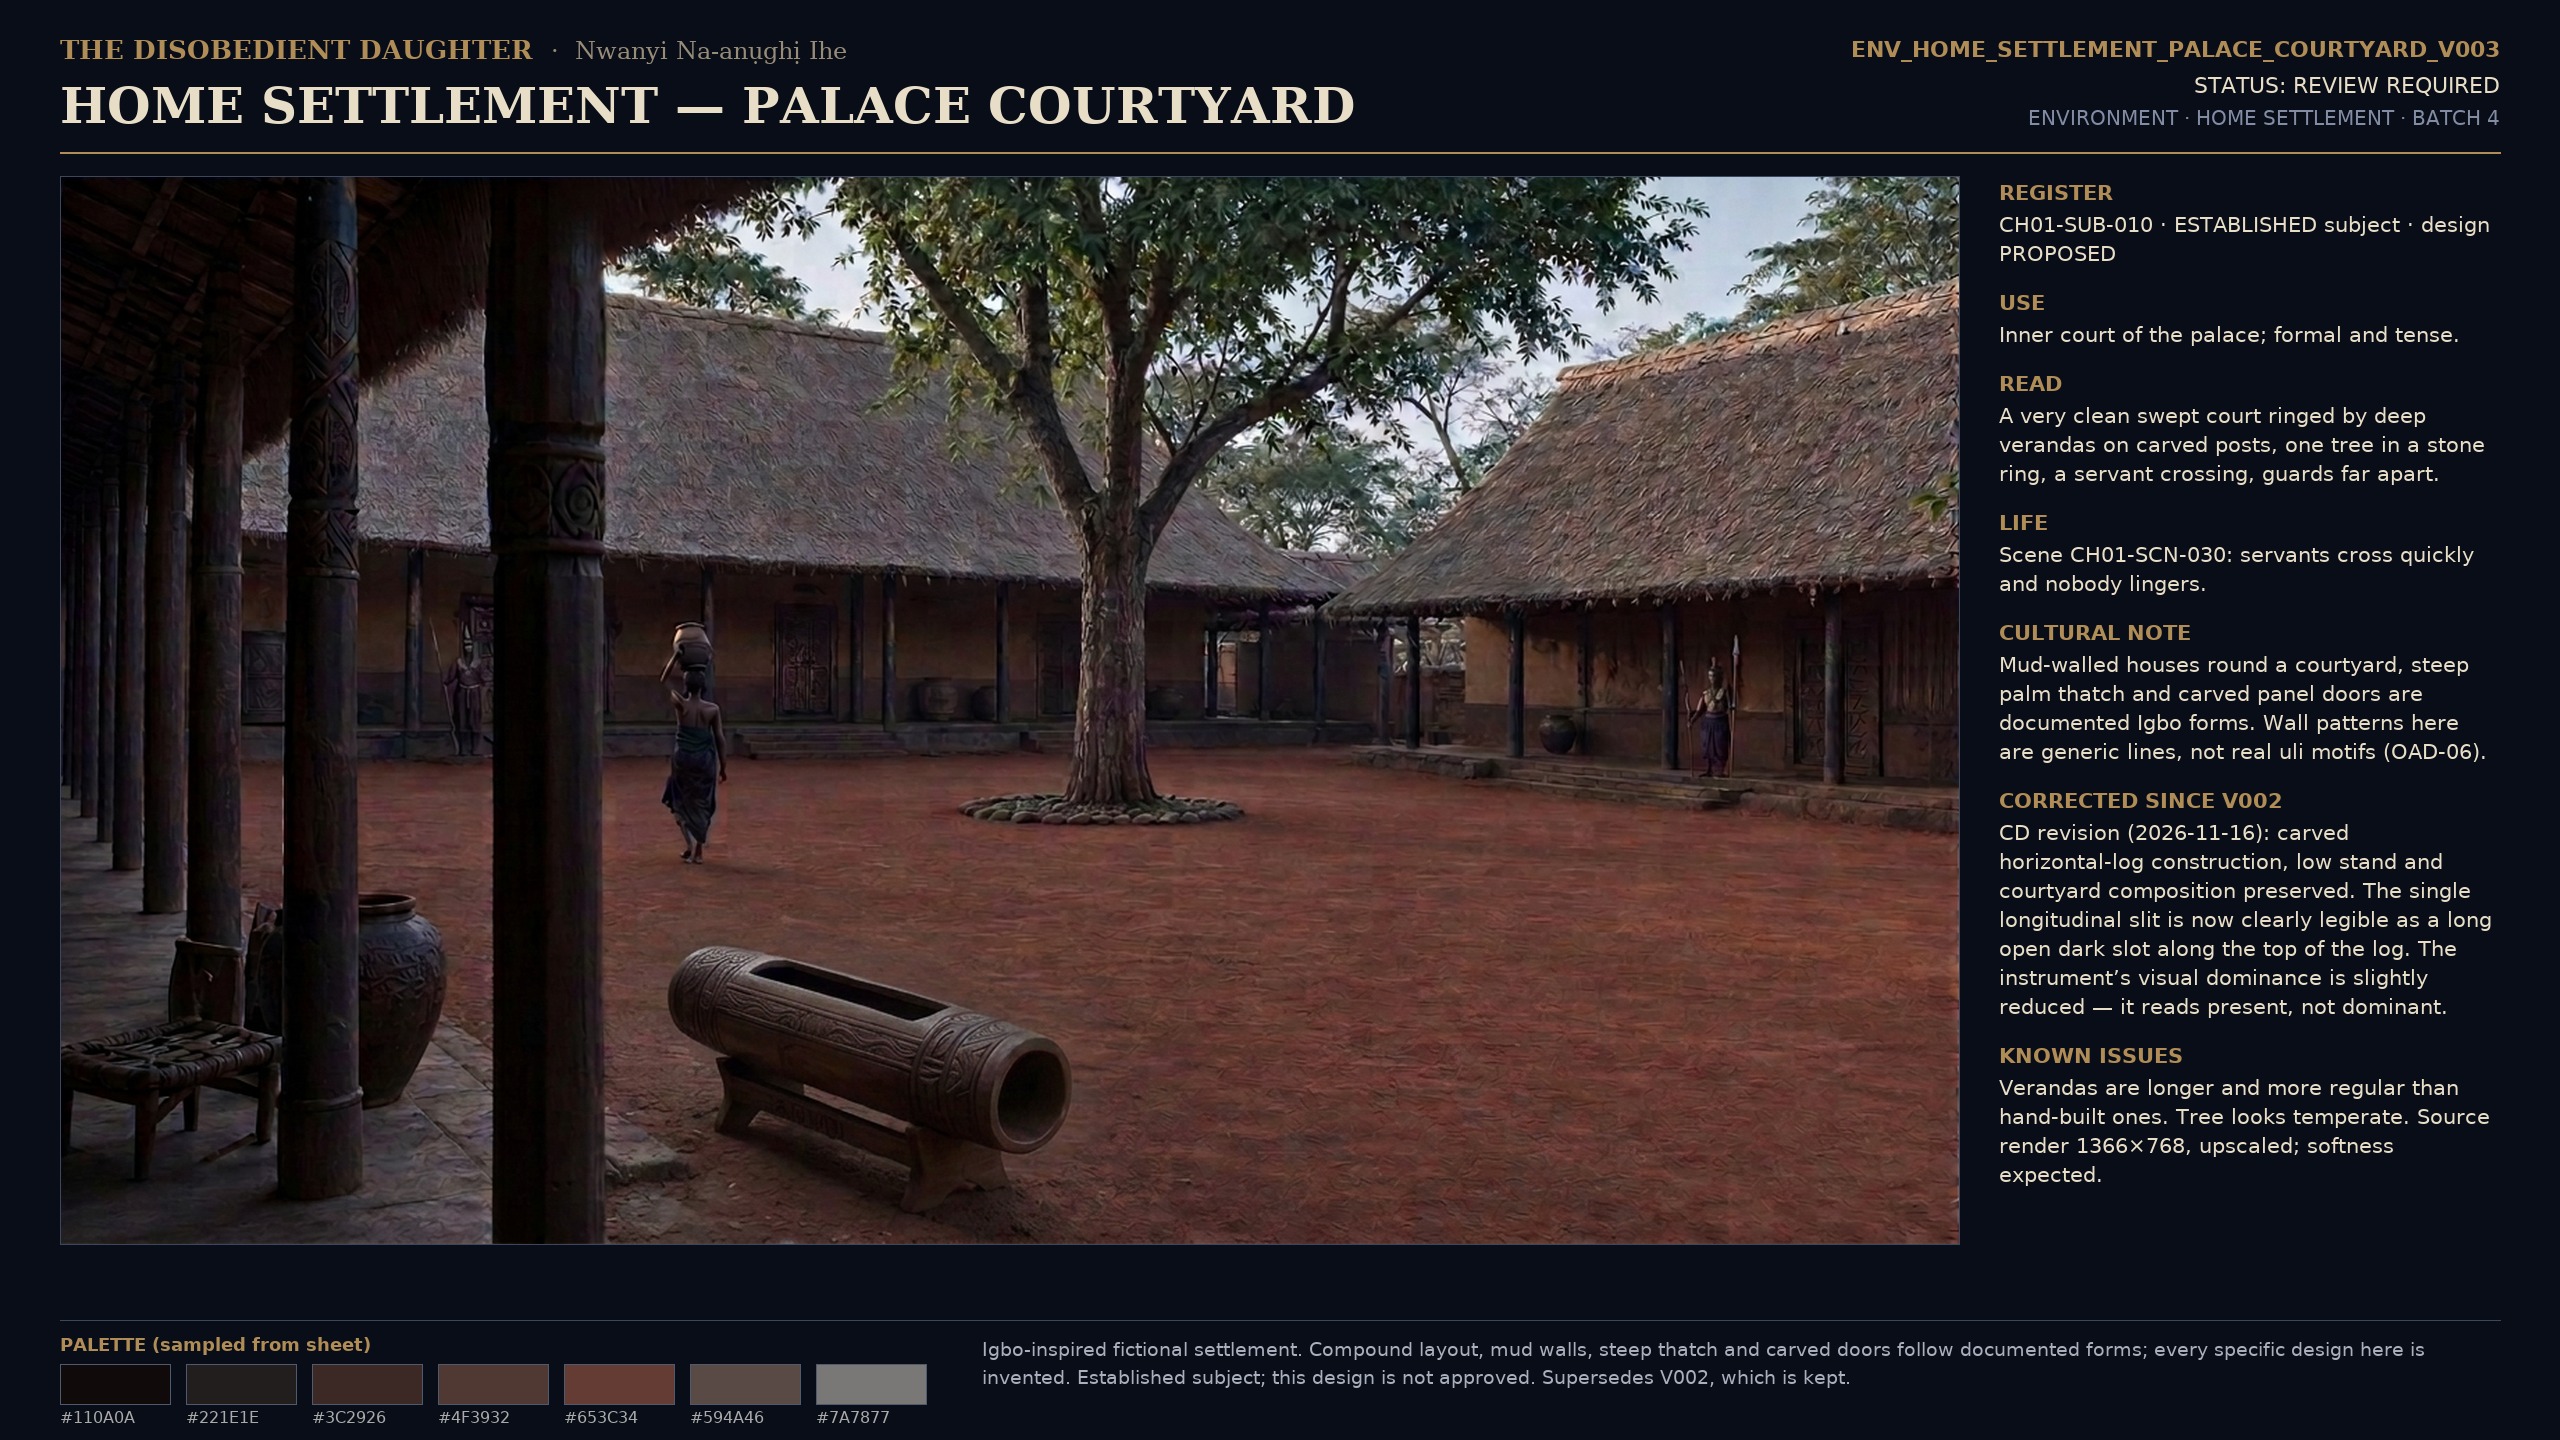 THE DISOBEDIENT DAUGHTER · Nwanyi Na-anụghị Ihe
HOME SETTLEMENT — PALACE COURTYARD
ENV_HOME_SETTLEMENT_PALACE_COURTYARD_V003
STATUS: REVIEW REQUIRED
ENVIRONMENT · HOME SETTLEMENT · BATCH 4
REGISTER
CH01-SUB-010 · ESTABLISHED subject · design
PROPOSED
USE
Inner court of the palace; formal and tense.
READ
A very clean swept court ringed by deep
verandas on carved posts, one tree in a stone
ring, a servant crossing, guards far apart.
LIFE
Scene CH01-SCN-030: servants cross quickly
and nobody lingers.
CULTURAL NOTE
Mud-walled houses round a courtyard, steep
palm thatch and carved panel doors are
documented Igbo forms. Wall patterns here
are generic lines, not real uli motifs (OAD-06).
CORRECTED SINCE V002
CD revision (2026-11-16): carved
horizontal-log construction, low stand and
courtyard composition preserved. The single
longitudinal slit is now clearly legible as a long
open dark slot along the top of the log. The
instrument’s visual dominance is slightly
reduced — it reads present, not dominant.
KNOWN ISSUES
Verandas are longer and more regular than
hand-built ones. Tree looks temperate. Source
render 1366×768, upscaled; softness
expected.
PALETTE (sampled from sheet)
#110A0A #221E1E #3C2926 #4F3932 #653C34 #594A46 #7A7877
Igbo-inspired fictional settlement. Compound layout, mud walls, steep thatch and carved doors follow documented forms; every specific design here is
invented. Established subject; this design is not approved. Supersedes V002, which is kept.